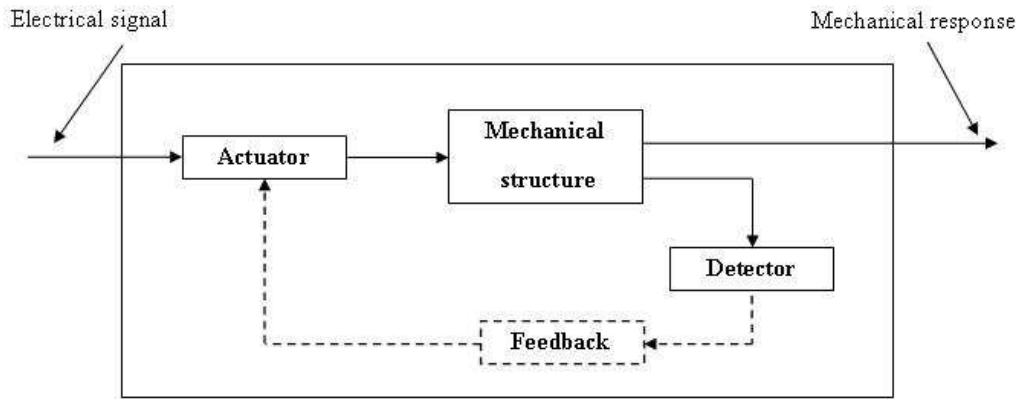 Electrical signal
Mechanical response
Actuator
Mechanical
structure
Detector
Feedback